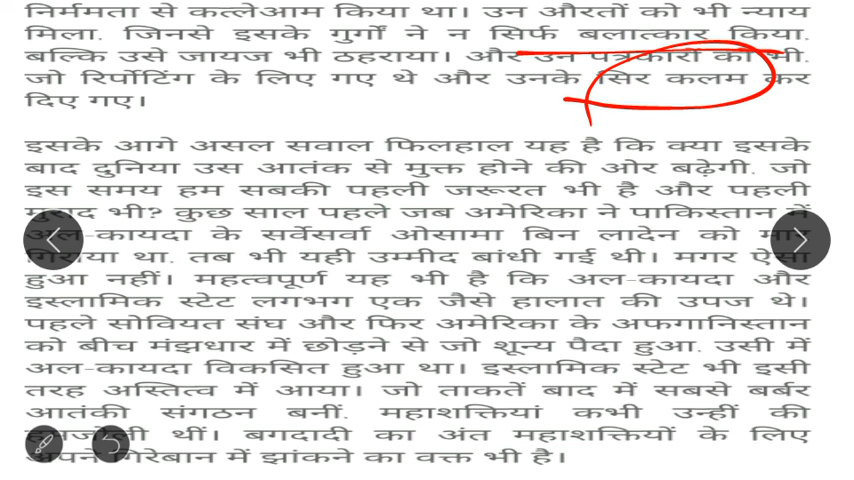 निर्ममता से कत्लेआम किया था। उन औरतों को भी न्याय
मिला. जिनसे इसके गुर्गों ने न सिर्फ बलात्कार किया.
बल्कि उसे जायज भी ठहराया। और उन पत्रकारों को भी.
जो रिपोर्टिंग के लिए गए थे और उनके सिर कलम कर
दिए गए।
इसके आगे असल सवाल फिलहाल यह है कि क्या इसके
बाद दुनिया उस आतंक से मुक्त होने की ओर बढ़ेगी. जो
इस समय हम सबकी पहली जरूरत भी है और पहली
मुराद भी? कुछ साल पहले जब अमेरिका ने पाकिस्तान में
अल-कायदा के सर्वेसर्वा ओसामा बिन लादेन को मार
गिराया था. तब भी यही उम्मीद बांधी गई थी। मगर ऐसा
हुआ नहीं। महत्वपूर्ण यह भी है कि अल-कायदा और
इस्लामिक स्टेट लगभग एक जैसे हालात की उपज थे।
पहले सोवियत संघ और फिर अमेरिका के अफगानिस्तान
को बीच मंझधार में छोड़ने से जो शून्य पैदा हुआ. उसी में
अल-कायदा विकसित हुआ था। इस्लामिक स्टेट भी इसी
तरह अस्तित्व में आया। जो ताकतें बाद में सबसे बर्बर
आतंकी संगठन बनीं. महाशक्तियां कभी उन्हीं की
हमजोली थीं। बगदादी का अंत महाशक्तियों के लिए
अपने गिरेबान में झांकने का वक्त भी है।